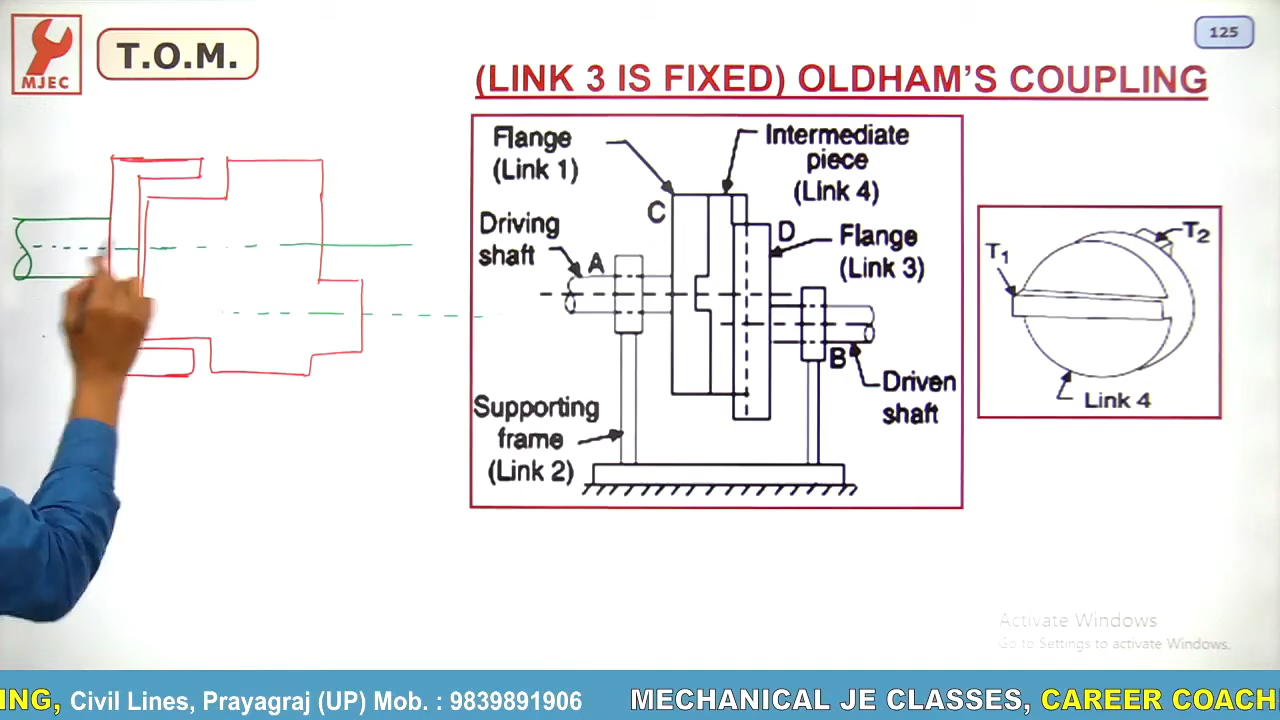 MJEC
T.O.M.
125
(LINK 3 IS FIXED) OLDHAM'S COUPLING
Flange
(Link 1)
Intermediate
piece
(Link 4)
C
Driving
shaft
A
D
Flange
(Link 3)
B
Driven
shaft
Supporting
frame
(Link 2)
T1
T2
Link 4
Activate Windows
Go to Settings to activate Windows.
NG, Civil Lines, Prayagraj (UP) Mob. : 9839891906 MECHANICAL JE CLASSES, CAREER COACH